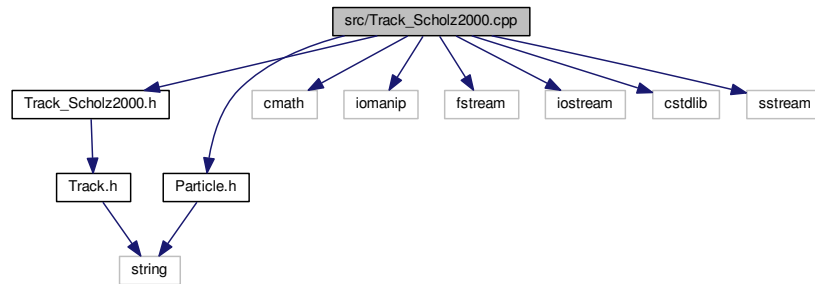 src/Track_Scholz2000.cpp
Track_Scholz2000.h
cmath
iomanip
fstream
iostream
cstdlib
sstream
Track.h
Particle.h
string